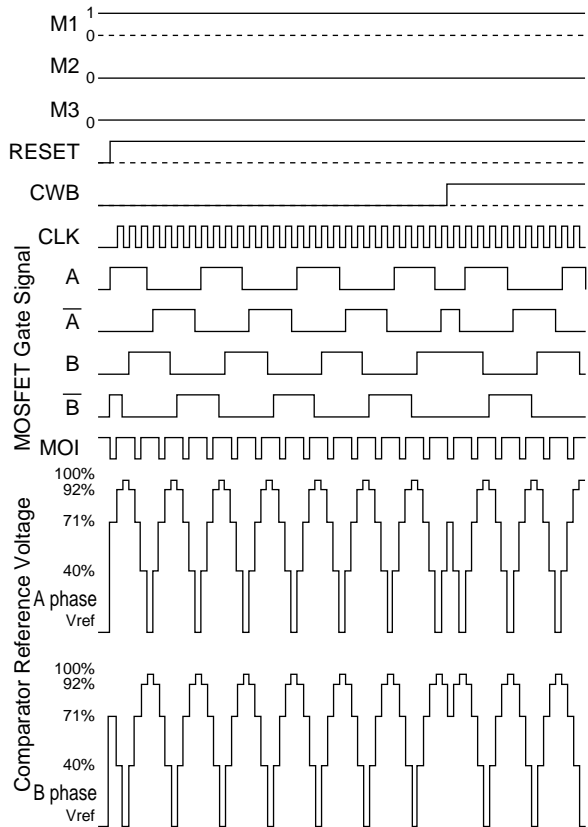 M1 1
0
M2 0
M3 0
RESET
CWB
CLK
MOSFET Gate Signal
A
A
B
B
MOI
Comparator Reference Voltage
100%
92%
71%
40%
A phase
Vref
100%
92%
71%
40%
B phase
Vref